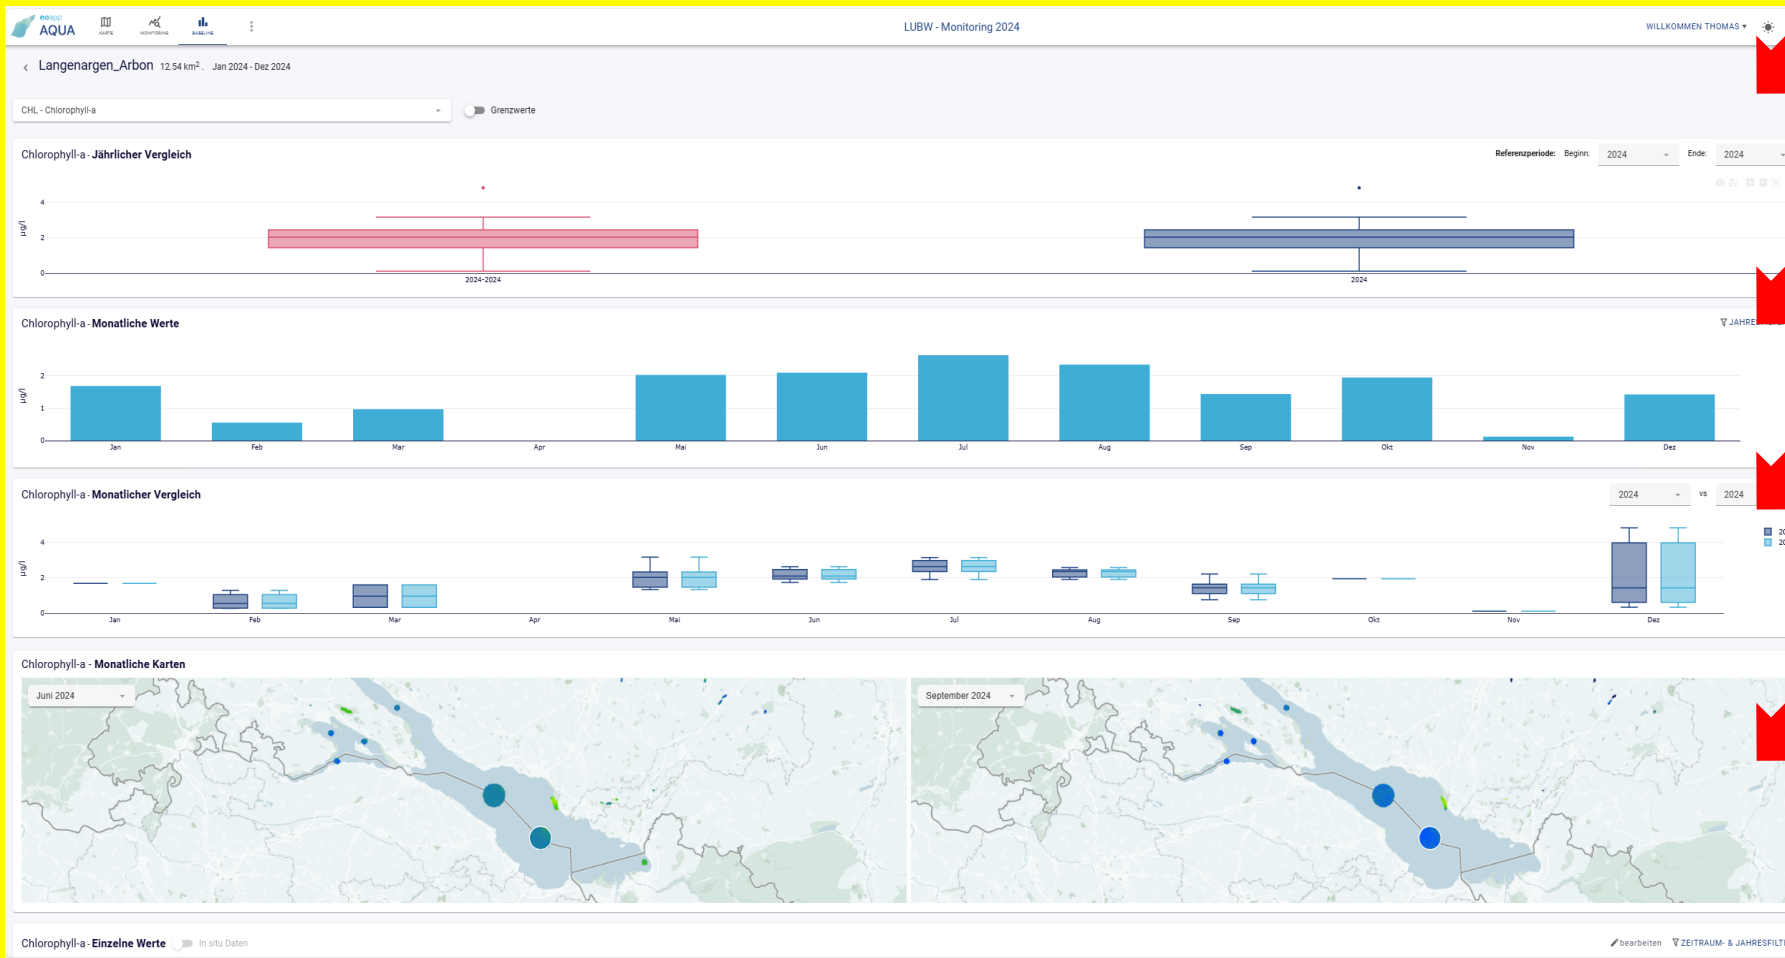 eoapp
AQUA
KARTE
MONITORING
BASELINE
LUBW - Monitoring 2024
WILLKOMMEN THOMAS
Langenargen_Arbon 12.54 km² . Jan 2024 - Dez 2024
CHL - Chlorophyll-a
Grenzwerte
Chlorophyll-a - Jährlicher Vergleich
Referenzperiode: Beginn: 2024 Ende: 2024
4
2
0
µg/l
2024-2024 2024
Chlorophyll-a - Monatliche Werte
2
1
0
µg/l
Jan Feb Mar Apr Mai Jun Jul Aug Sep Okt Nov Dez
Chlorophyll-a - Monatlicher Vergleich
2024 vs 2024
20
20
4
2
0
µg/l
Jan Feb Mar Apr Mai Jun Jul Aug Sep Okt Nov Dez
Chlorophyll-a - Monatliche Karten
Juni 2024
September 2024
Chlorophyll-a - Einzelne Werte In situ Daten
bearbeiten ZEITRAUM- & JAHRESFILT